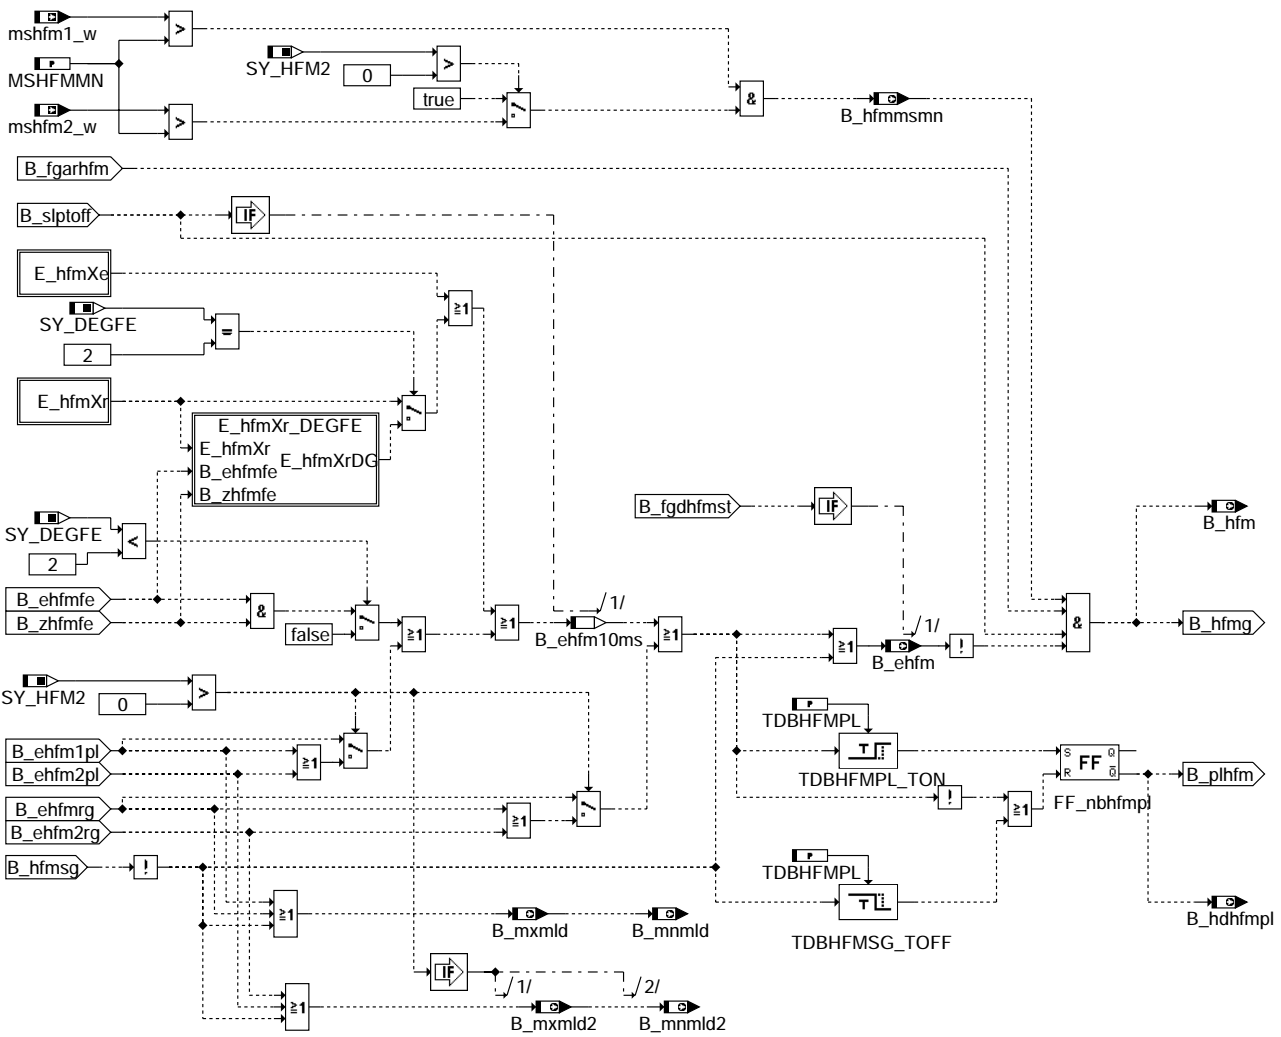 mshfm1_w
>
MSHFMMN
P
mshfm2_w
>
SY_HFM2
0
>
true
&
B_hfmmsmn
B_fgarhfm
B_slptoff
IF
E_hfmXe
SY_DEGFE
2
=
≥1
E_hfmXr
E_hfmXr_DEGFE
E_hfmXr
E_hfmXrDG
B_ehfmfe
B_zhfmfe
B_fgdhfmst
IF
SY_DEGFE
2
<
B_hfm
B_ehfmfe
B_zhfmfe
&
false
≥1
≥1
/1/
B_ehfm10ms
≥1
≥1
/1/
B_ehfm
!
&
B_hfmg
SY_HFM2
0
>
B_ehfm1pl
B_ehfm2pl
≥1
TDBHFMPL
P
T
TDBHFMPL_TON
S
Q
FF
R
Q̅
FF_nbhfmpl
B_plhfm
B_ehfmrg
B_ehfm2rg
≥1
!
≥1
B_hfmsg
!
TDBHFMPL
P
T
TDBHFMSG_TOFF
B_hdhfmpl
≥1
B_mxmld
B_mnmld
IF
/1/
/2/
≥1
B_mxmld2
B_mnmld2